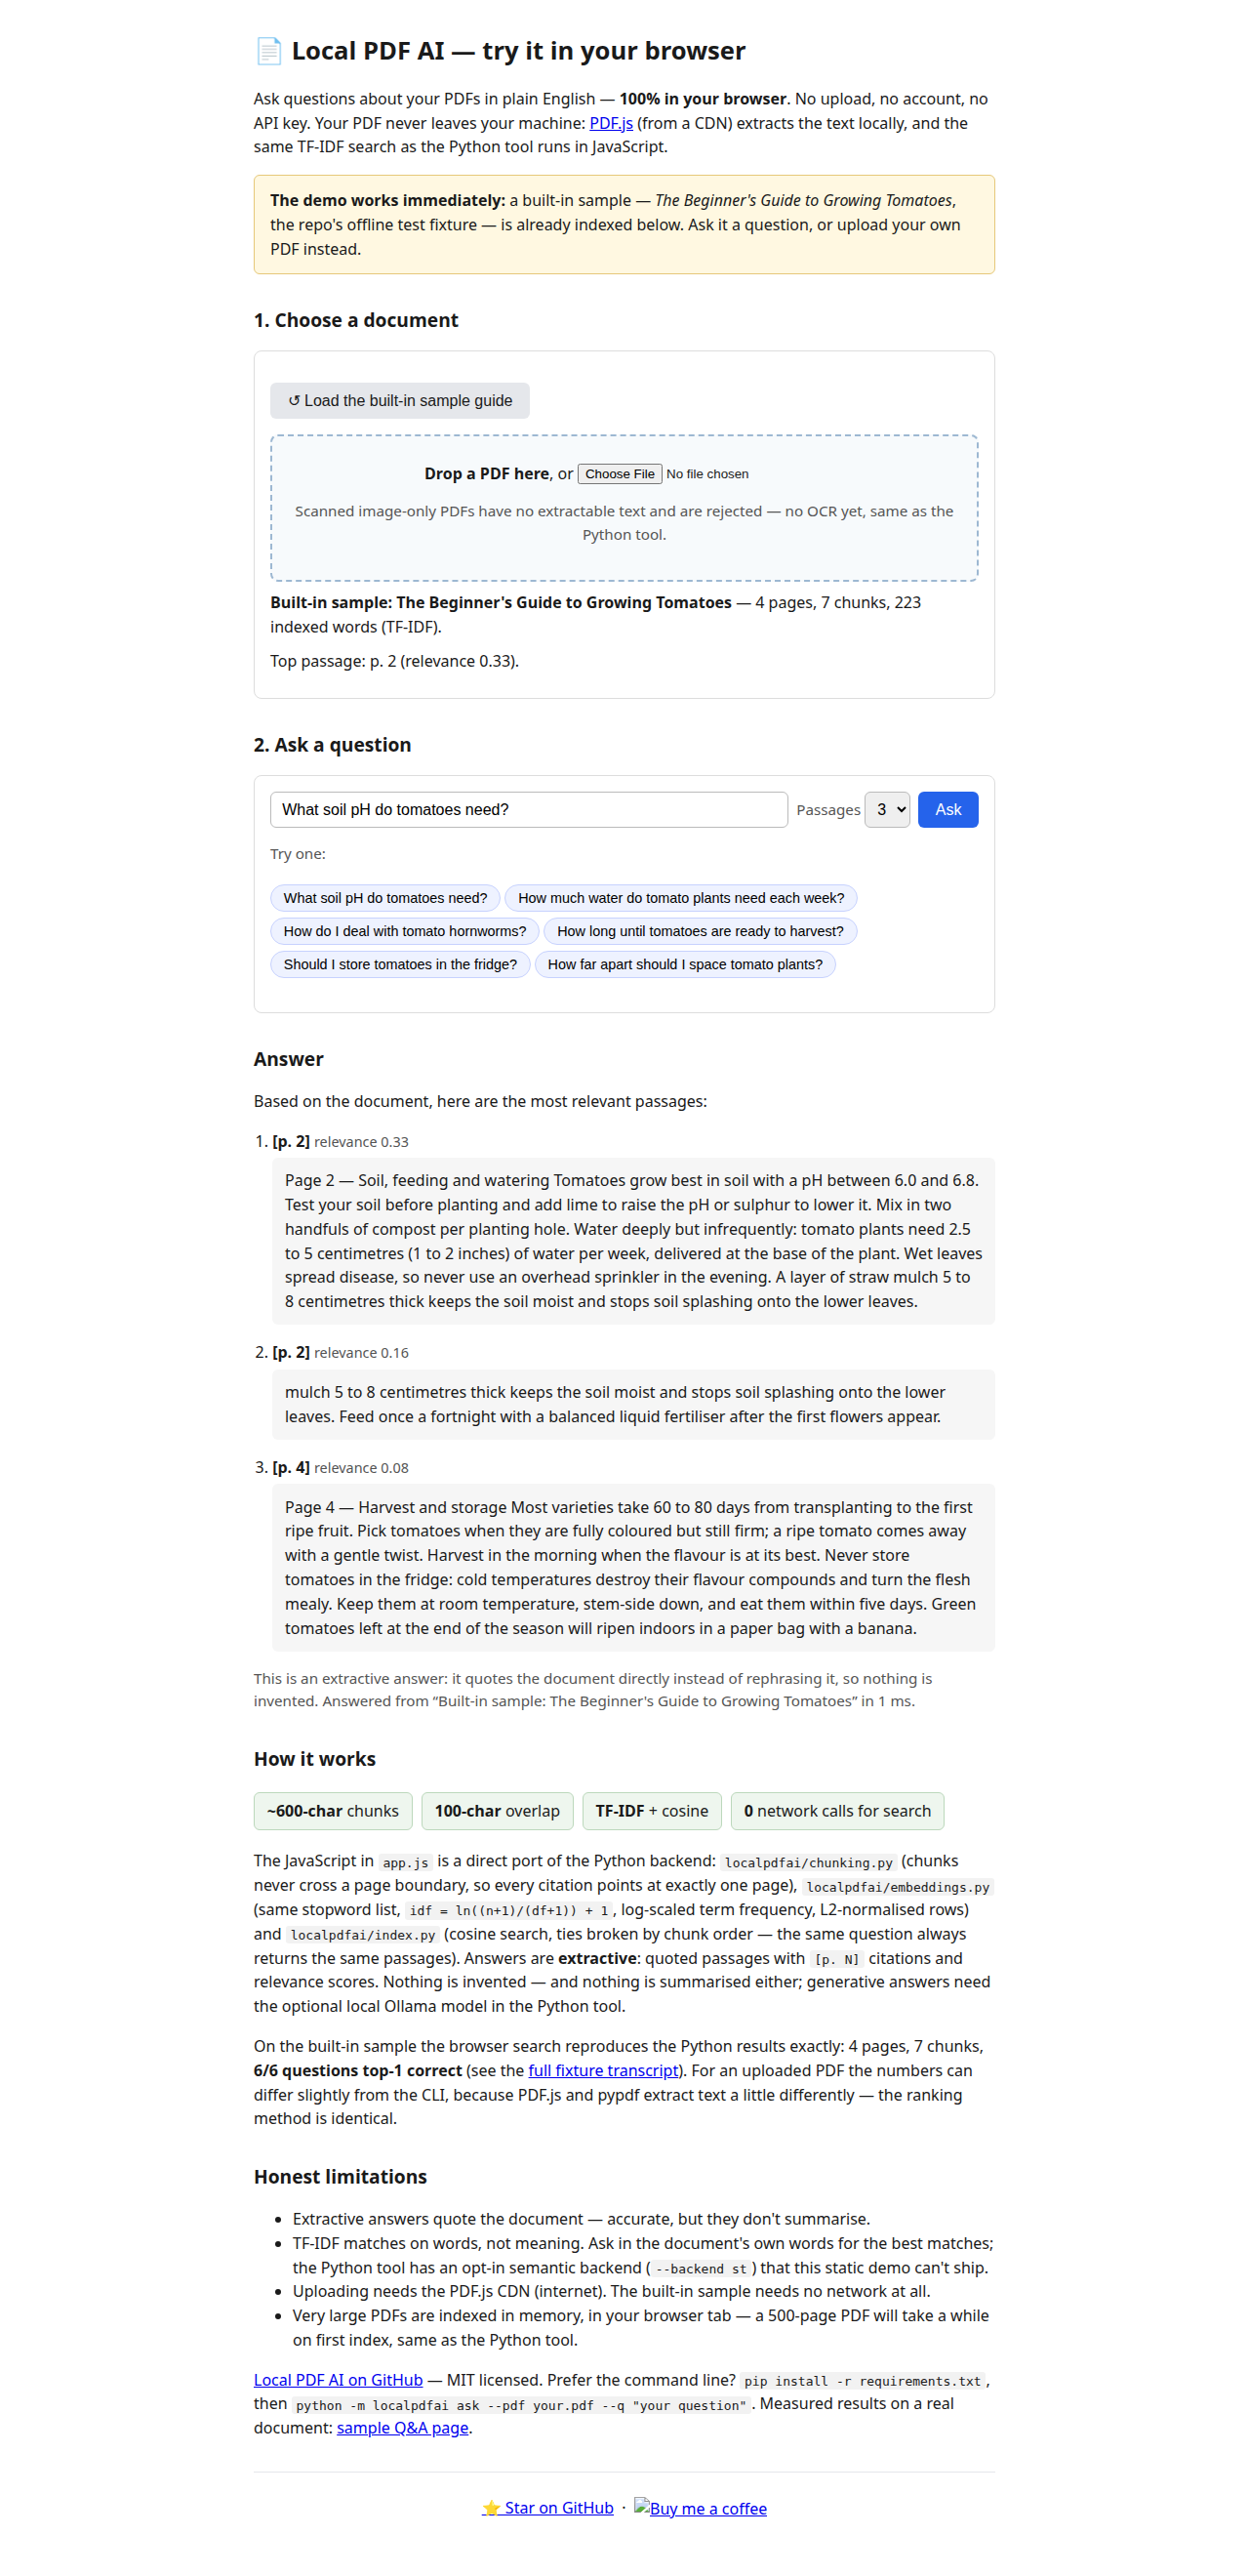 📄 Local PDF AI — try it in your browser
Ask questions about your PDFs in plain English — 100% in your browser. No upload, no account, no
API key. Your PDF never leaves your machine: PDF.js (from a CDN) extracts the text locally, and the
same TF-IDF search as the Python tool runs in JavaScript.
The demo works immediately: a built-in sample — The Beginner's Guide to Growing Tomatoes,
the repo's offline test fixture — is already indexed below. Ask it a question, or upload your own
PDF instead.
1. Choose a document
↺ Load the built-in sample guide
Drop a PDF here, or Choose File No file chosen
Scanned image-only PDFs have no extractable text and are rejected — no OCR yet, same as the
Python tool.
Built-in sample: The Beginner's Guide to Growing Tomatoes — 4 pages, 7 chunks, 223
indexed words (TF-IDF).
Top passage: p. 2 (relevance 0.33).
2. Ask a question
What soil pH do tomatoes need? Passages 3 Ask
Try one:
What soil pH do tomatoes need? How much water do tomato plants need each week?
How do I deal with tomato hornworms? How long until tomatoes are ready to harvest?
Should I store tomatoes in the fridge? How far apart should I space tomato plants?
Answer
Based on the document, here are the most relevant passages:
1. [p. 2] relevance 0.33
Page 2 — Soil, feeding and watering Tomatoes grow best in soil with a pH between 6.0 and 6.8.
Test your soil before planting and add lime to raise the pH or sulphur to lower it. Mix in two
handfuls of compost per planting hole. Water deeply but infrequently: tomato plants need 2.5
to 5 centimetres (1 to 2 inches) of water per week, delivered at the base of the plant. Wet leaves
spread disease, so never use an overhead sprinkler in the evening. A layer of straw mulch 5 to
8 centimetres thick keeps the soil moist and stops soil splashing onto the lower leaves.
2. [p. 2] relevance 0.16
mulch 5 to 8 centimetres thick keeps the soil moist and stops soil splashing onto the lower
leaves. Feed once a fortnight with a balanced liquid fertiliser after the first flowers appear.
3. [p. 4] relevance 0.08
Page 4 — Harvest and storage Most varieties take 60 to 80 days from transplanting to the first
ripe fruit. Pick tomatoes when they are fully coloured but still firm; a ripe tomato comes away
with a gentle twist. Harvest in the morning when the flavour is at its best. Never store
tomatoes in the fridge: cold temperatures destroy their flavour compounds and turn the flesh
mealy. Keep them at room temperature, stem-side down, and eat them within five days. Green
tomatoes left at the end of the season will ripen indoors in a paper bag with a banana.
This is an extractive answer: it quotes the document directly instead of rephrasing it, so nothing is
invented. Answered from “Built-in sample: The Beginner's Guide to Growing Tomatoes” in 1 ms.
How it works
~600-char chunks 100-char overlap TF-IDF + cosine 0 network calls for search
The JavaScript in app.js is a direct port of the Python backend: localpdfai/chunking.py (chunks
never cross a page boundary, so every citation points at exactly one page), localpdfai/embeddings.py
(same stopword list, idf = ln((n+1)/(df+1)) + 1, log-scaled term frequency, L2-normalised rows)
and localpdfai/index.py (cosine search, ties broken by chunk order — the same question always
returns the same passages). Answers are extractive: quoted passages with [p. N] citations and
relevance scores. Nothing is invented — and nothing is summarised either; generative answers need
the optional local Ollama model in the Python tool.
On the built-in sample the browser search reproduces the Python results exactly: 4 pages, 7 chunks,
6/6 questions top-1 correct (see the full fixture transcript). For an uploaded PDF the numbers can
differ slightly from the CLI, because PDF.js and pypdf extract text a little differently — the ranking
method is identical.
Honest limitations
• Extractive answers quote the document — accurate, but they don't summarise.
• TF-IDF matches on words, not meaning. Ask in the document's own words for the best matches;
the Python tool has an opt-in semantic backend (--backend st) that this static demo can't ship.
• Uploading needs the PDF.js CDN (internet). The built-in sample needs no network at all.
• Very large PDFs are indexed in memory, in your browser tab — a 500-page PDF will take a while
on first index, same as the Python tool.
Local PDF AI on GitHub — MIT licensed. Prefer the command line? pip install -r requirements.txt,
then python -m localpdfai ask --pdf your.pdf --q "your question". Measured results on a real
document: sample Q&A page.
⭐ Star on GitHub · Buy me a coffee